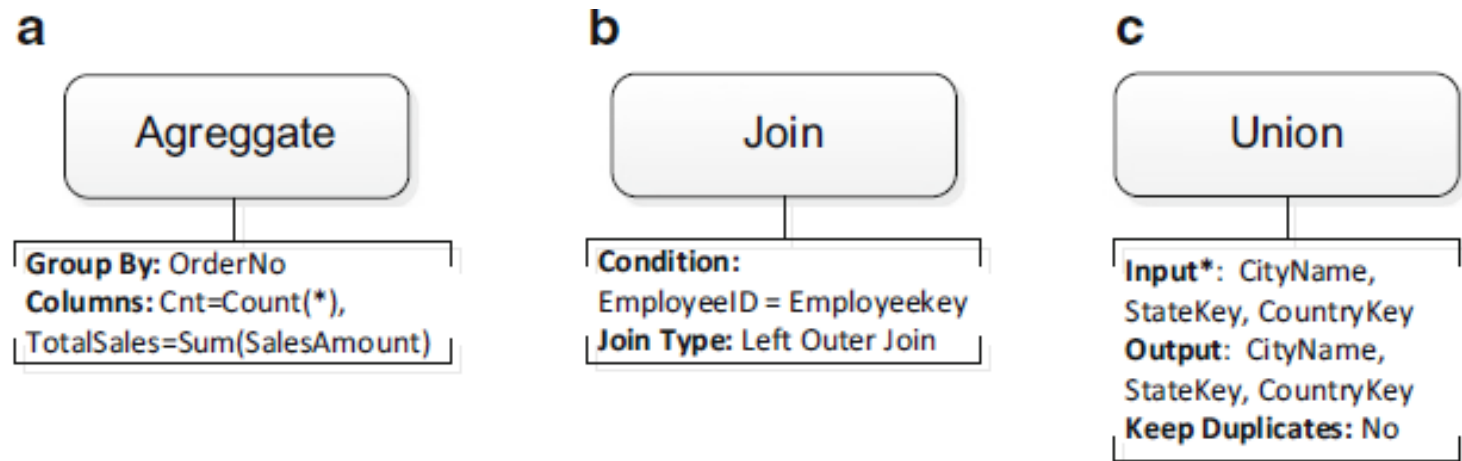 a
Agreggate
Group By: OrderNo
Columns: Cnt=Count(*),
TotalSales=Sum(SalesAmount)
b
Join
Condition:
EmployeeID = Employeekey
Join Type: Left Outer Join
c
Union
Input*: CityName,
StateKey, CountryKey
Output: CityName,
StateKey, CountryKey
Keep Duplicates: No